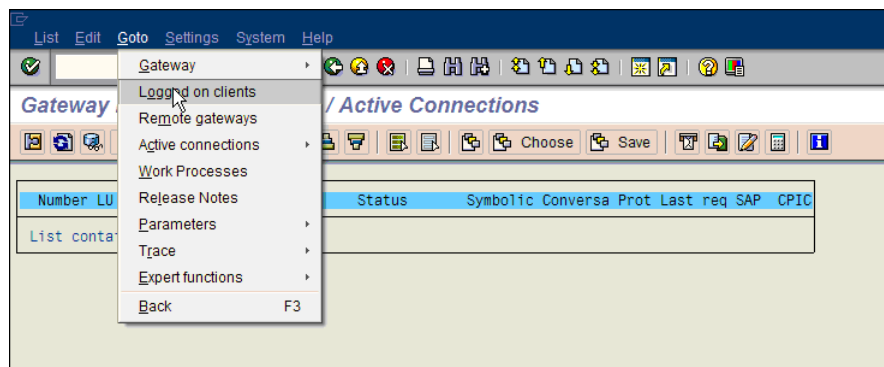 List Edit Goto Settings System Help
Gateway
Logged on clients
Gateway / Active Connections
Remote gateways
Active connections
Choose Save
Work Processes
Number LU Release Notes Status Symbolic Conversa Prot Last req SAP CPIC
Parameters
List contai
Trace
Expert functions
Back F3